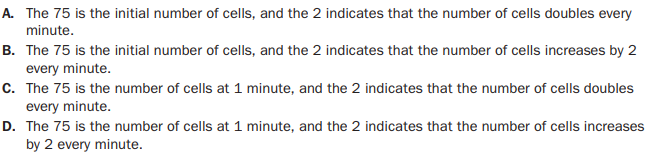 A. The 75 is the initial number of cells, and the 2 indicates that the number of cells doubles every
minute.
B. The 75 is the initial number of cells, and the 2 indicates that the number of cells increases by 2
every minute.
C. The 75 is the number of cells at 1 minute, and the 2 indicates that the number of cells doubles
every minute.
D. The 75 is the number of cells at 1 minute, and the 2 indicates that the number of cells increases
by 2 every minute.